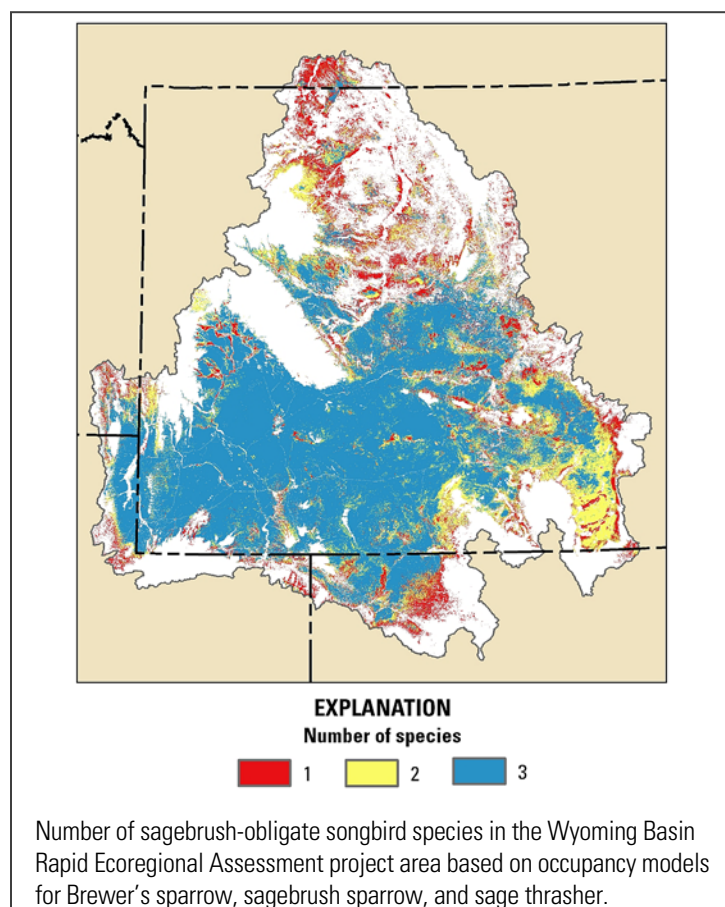 EXPLANATION
Number of species
1 2 3
Number of sagebrush-obligate songbird species in the Wyoming Basin
Rapid Ecoregional Assessment project area based on occupancy models
for Brewer’s sparrow, sagebrush sparrow, and sage thrasher.